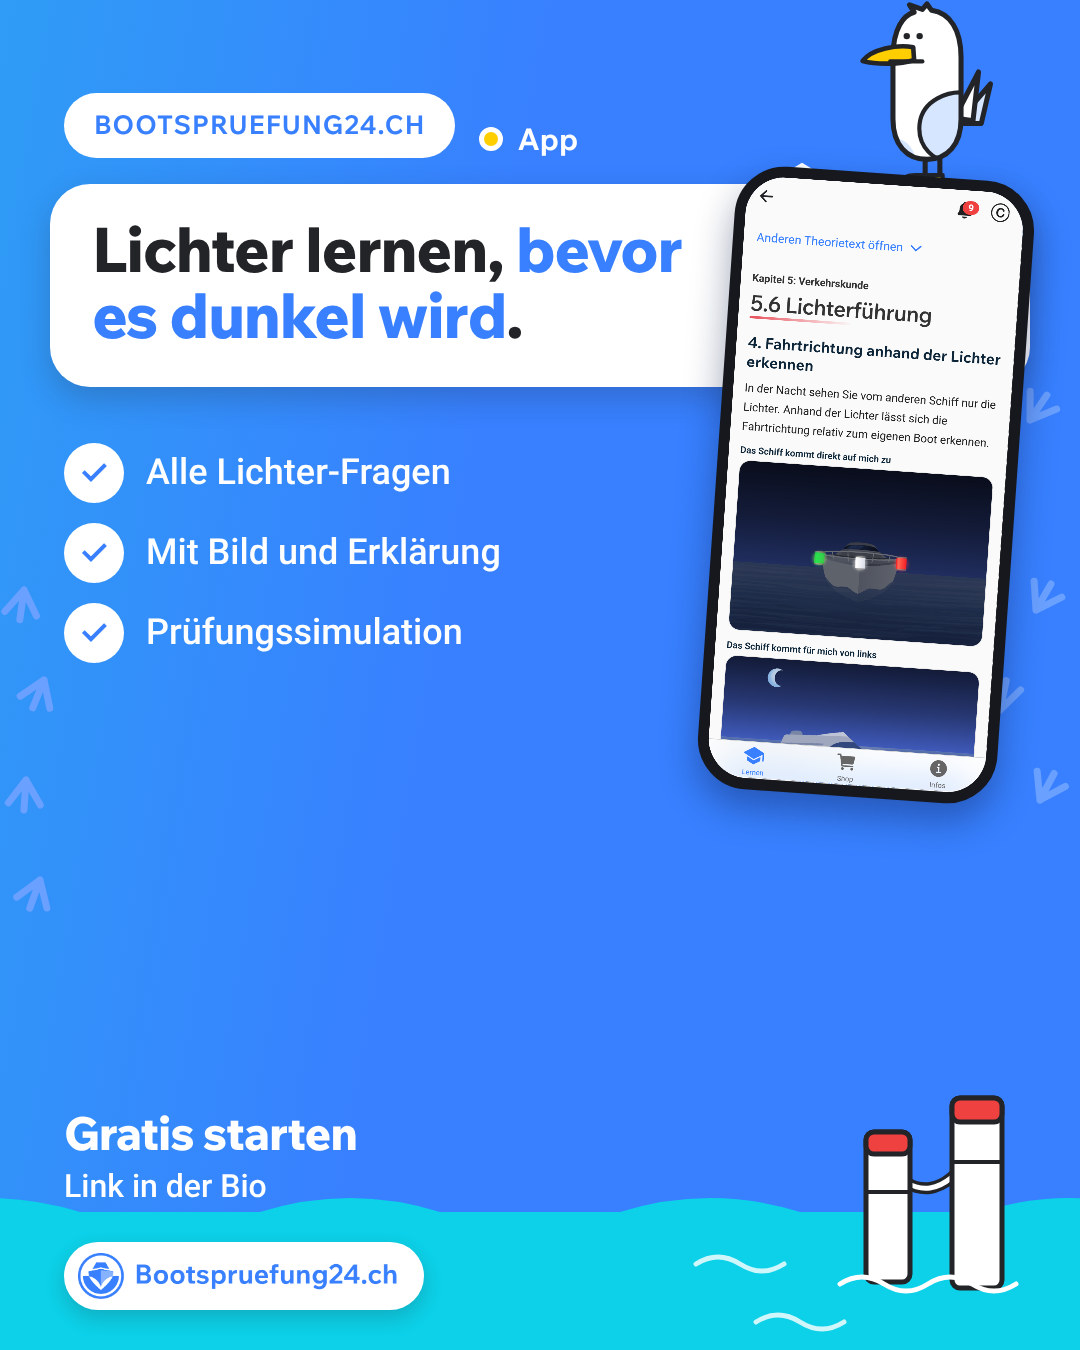 BOOTSPRUEFUNG24.CH
App
Lichter lernen, bevor
es dunkel wird.
Alle Lichter-Fragen
Mit Bild und Erklärung
Prüfungssimulation
9
C
Anderen Theorietext öffnen
Kapitel 5: Verkehrskunde
5.6 Lichterführung
4. Fahrtrichtung anhand der Lichter
erkennen
In der Nacht sehen Sie vom anderen Schiff nur die
Lichter. Anhand der Lichter lässt sich die
Fahrtrichtung relativ zum eigenen Boot erkennen.
Das Schiff kommt direkt auf mich zu
Das Schiff kommt für mich von links
Lernen
Shop
Infos
Gratis starten
Link in der Bio
Bootspruefung24.ch